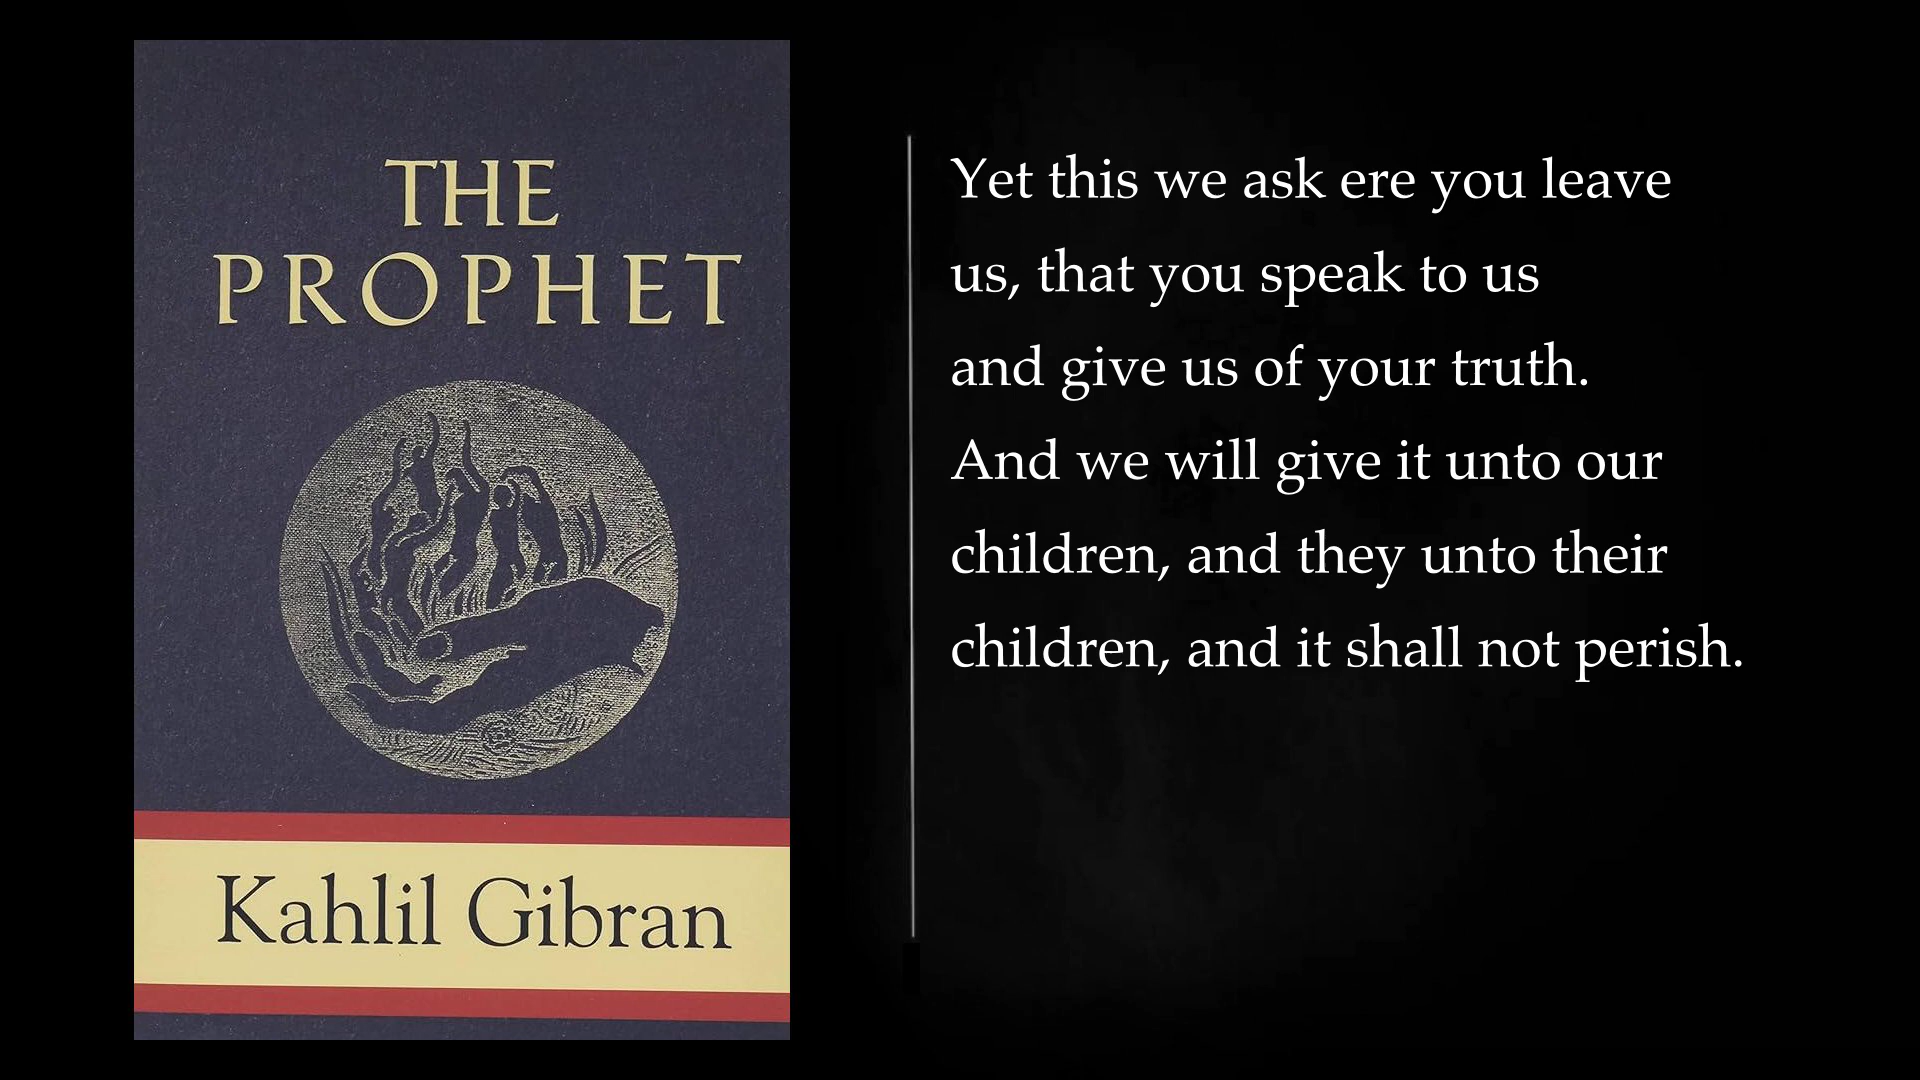 THE
PROPHET
Kahlil Gibran
Yet this we ask ere you leave
us, that you speak to us
and give us of your truth.
And we will give it unto our
children, and they unto their
children, and it shall not perish.